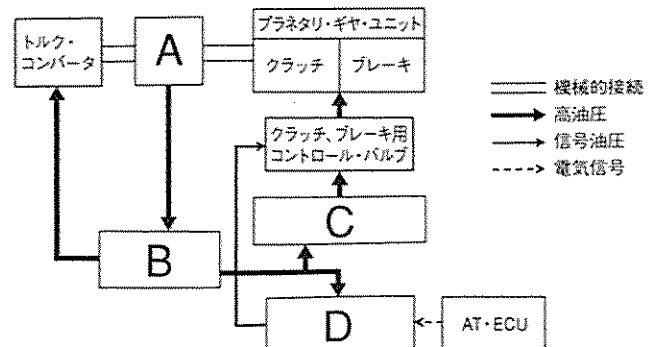 プラネタリ・ギヤ・ユニット
トルク・
コンバータ
A
クラッチ
ブレーキ
機械的接続
高油圧
信号油圧
電気信号
クラッチ、ブレーキ用
コントロール・バルブ
C
B
D
AT・ECU